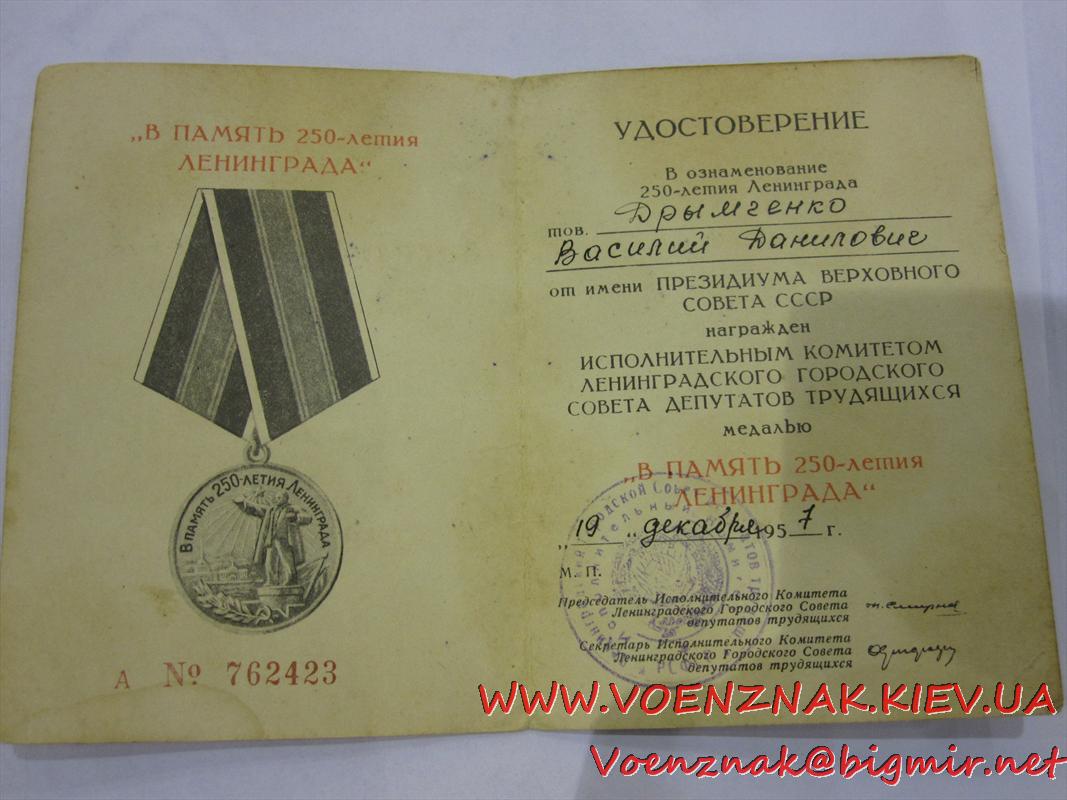 „В ПАМЯТЬ 250-летия
ЛЕНИНГРАДА“
В ПАМЯТЬ 250-ЛЕТИЯ ЛЕНИНГРАДА
А № 762423
УДОСТОВЕРЕНИЕ
В ознаменование
250-летия Ленинграда
тов. Дрымченко
Василий Данилович
от имени ПРЕЗИДИУМА ВЕРХОВНОГО
СОВЕТА СССР
награжден
ИСПОЛНИТЕЛЬНЫМ КОМИТЕТОМ
ЛЕНИНГРАДСКОГО ГОРОДСКОГО
СОВЕТА ДЕПУТАТОВ ТРУДЯЩИХСЯ
медалью
„В ПАМЯТЬ 250-летия
ЛЕНИНГРАДА“
„19“ декабря 1957 г.
М. П.
Председатель Исполнительного Комитета
Ленинградского Городского Совета
депутатов трудящихся
Секретарь Исполнительного Комитета
Ленинградского Городского Совета
депутатов трудящихся
WWW.VOENZNAK.KIEV.UA
Voenznak@bigmir.net